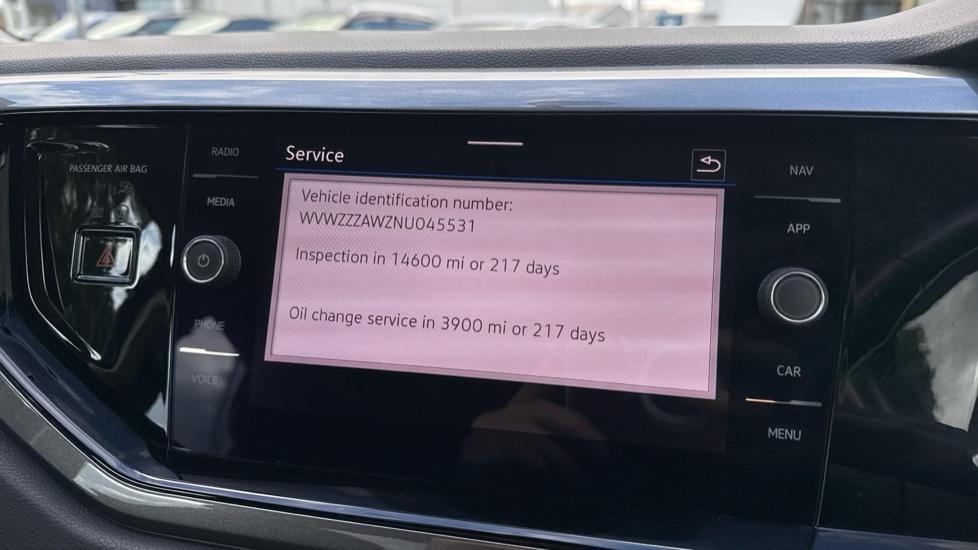 PASSENGER AIR BAG
RADIO
MEDIA
PHONE
VOICE
Service
Vehicle identification number:
WVWZZZAWZNU045531
Inspection in 14600 mi or 217 days
Oil change service in 3900 mi or 217 days
NAV
APP
CAR
MENU